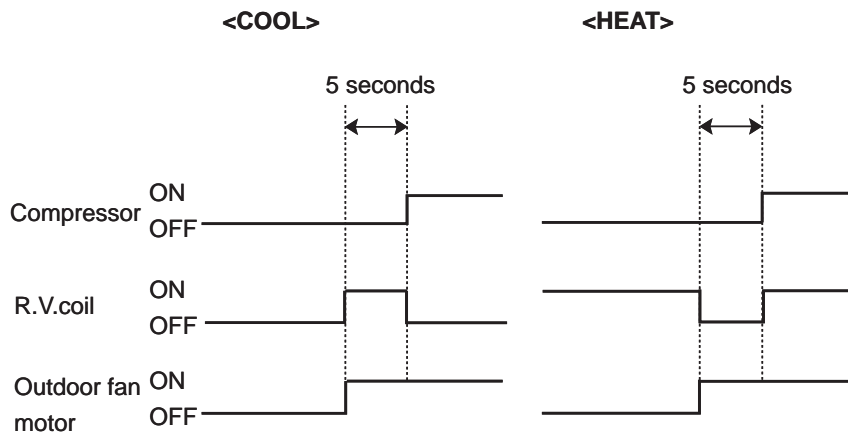 <COOL>
<HEAT>
5 seconds
5 seconds
Compressor
ON
OFF
R.V.coil
ON
OFF
Outdoor fan
motor
ON
OFF